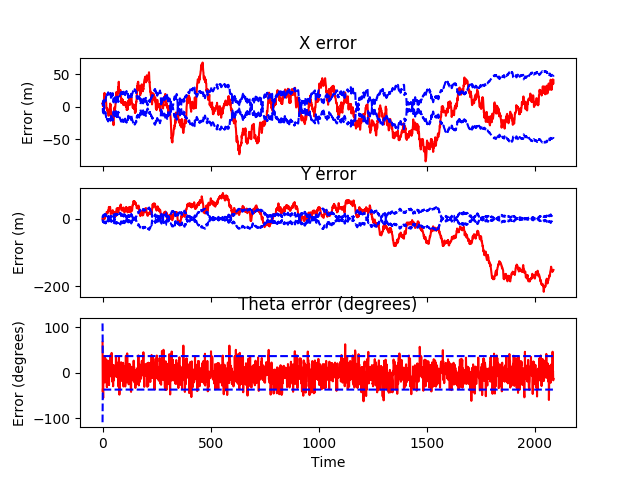 X error
Error (m)
50
0
−50
Y error
Error (m)
0
−200
Theta error (degrees)
Error (degrees)
100
0
−100
0 500 1000 1500 2000
Time